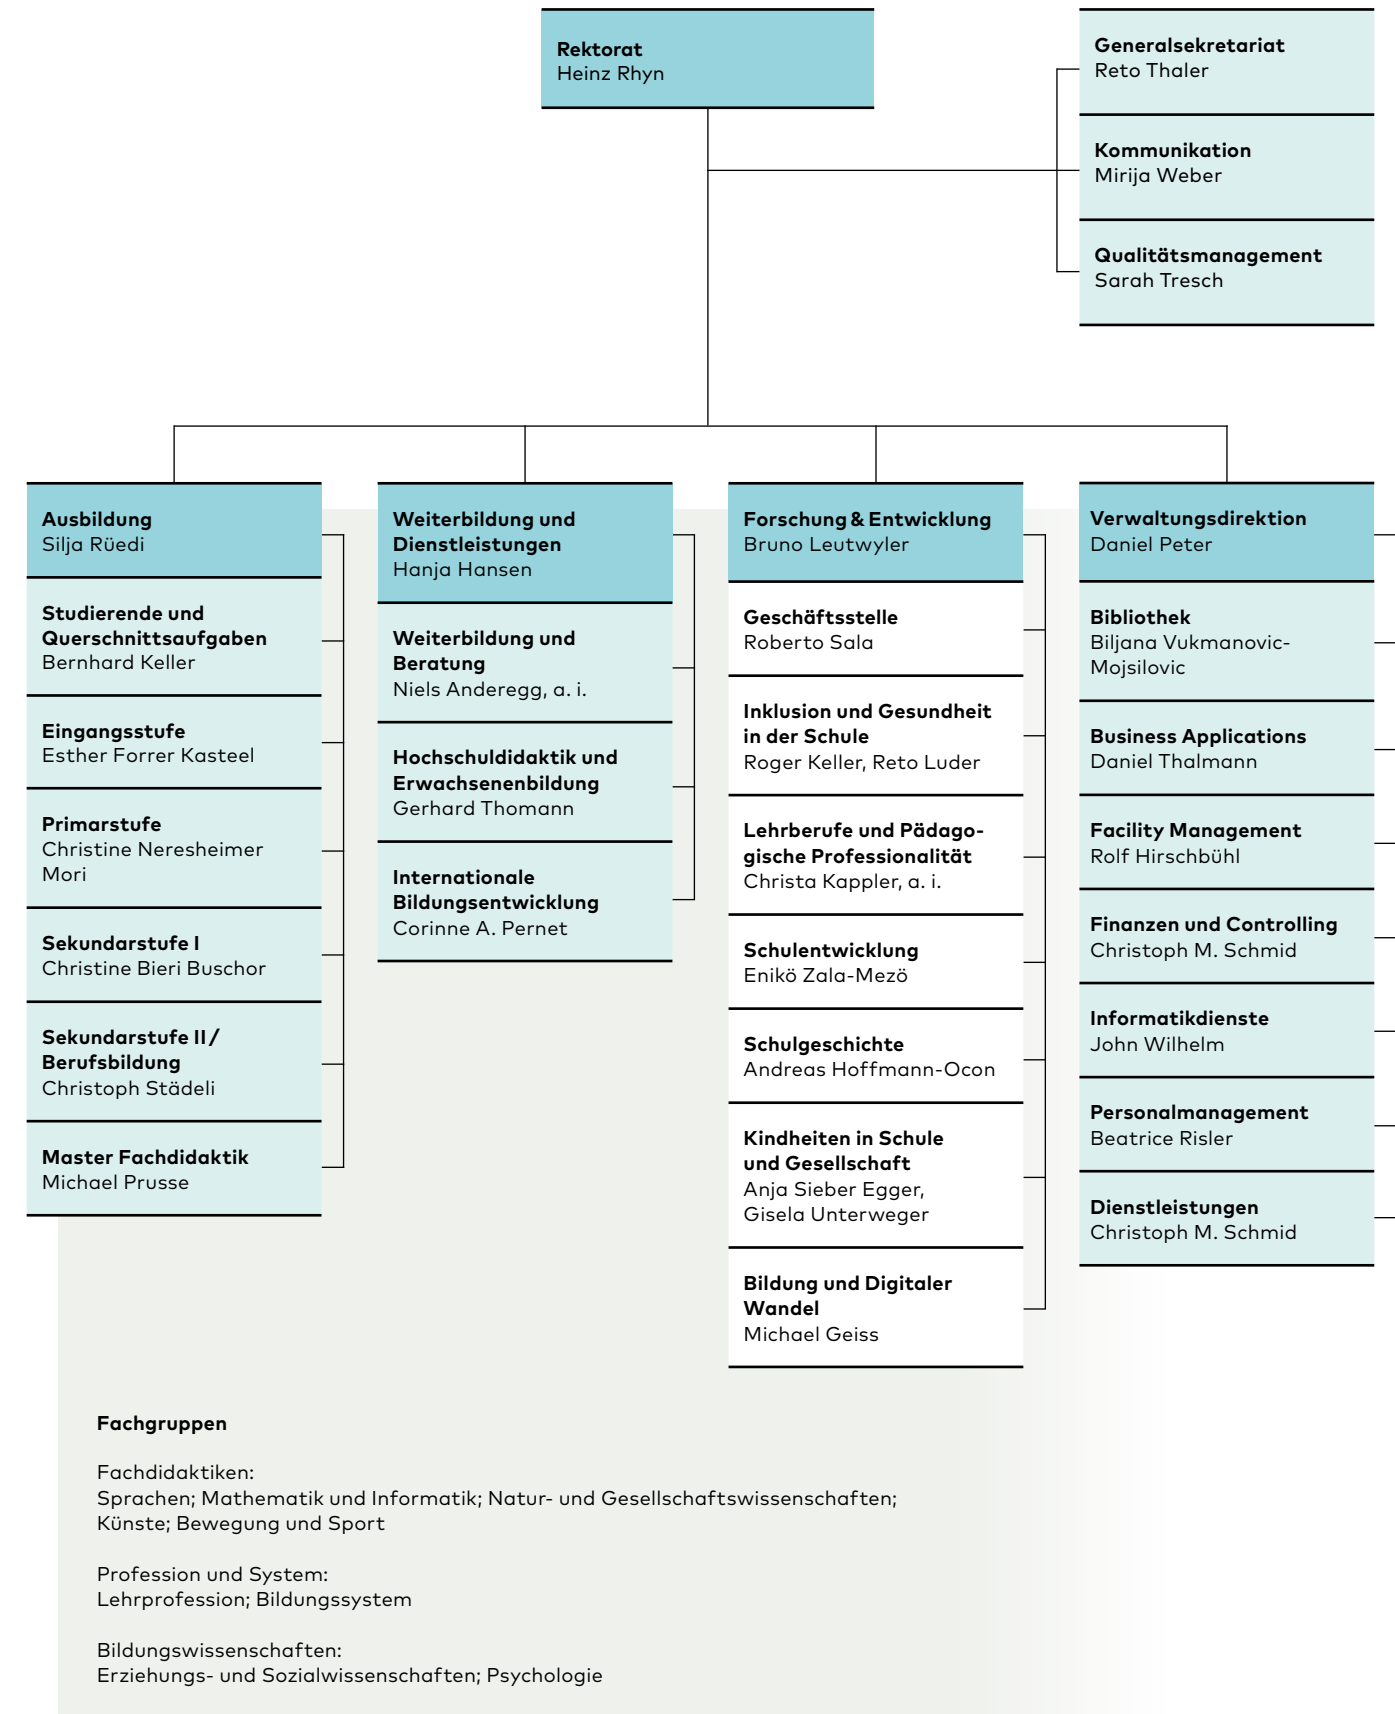 Rektorat
Heinz Rhyn
Generalsekretariat
Reto Thaler
Kommunikation
Mirija Weber
Qualitätsmanagement
Sarah Tresch
Ausbildung
Silja Rüedi
Studierende und
Querschnittsaufgaben
Bernhard Keller
Eingangsstufe
Esther Forrer Kasteel
Primarstufe
Christine Neresheimer
Mori
Sekundarstufe I
Christine Bieri Buschor
Sekundarstufe II/
Berufsbildung
Christoph Städeli
Master Fachdidaktik
Michael Prusse
Weiterbildung und
Dienstleistungen
Hanja Hansen
Weiterbildung und
Beratung
Niels Anderegg, a. i.
Hochschuldidaktik und
Erwachsenenbildung
Gerhard Thomann
Internationale
Bildungsentwicklung
Corinne A. Pernet
Forschung & Entwicklung
Bruno Leutwyler
Geschäftsstelle
Roberto Sala
Inklusion und Gesundheit
in der Schule
Roger Keller, Reto Luder
Lehrberufe und Pädago-
gische Professionalität
Christa Kappler, a. i.
Schulentwicklung
Enikö Zala-Mezö
Schulgeschichte
Andreas Hoffmann-Ocon
Kindheiten in Schule
und Gesellschaft
Anja Sieber Egger,
Gisela Unterweger
Bildung und Digitaler
Wandel
Michael Geiss
Verwaltungsdirektion
Daniel Peter
Bibliothek
Biljana Vukmanovic-
Mojsilovic
Business Applications
Daniel Thalmann
Facility Management
Rolf Hirschbühl
Finanzen und Controlling
Christoph M. Schmid
Informatikdienste
John Wilhelm
Personalmanagement
Beatrice Risler
Dienstleistungen
Christoph M. Schmid
Fachgruppen
Fachdidaktiken:
Sprachen; Mathematik und Informatik; Natur- und Gesellschaftswissenschaften;
Künste; Bewegung und Sport
Profession und System:
Lehrprofession; Bildungssystem
Bildungswissenschaften:
Erziehungs- und Sozialwissenschaften; Psychologie